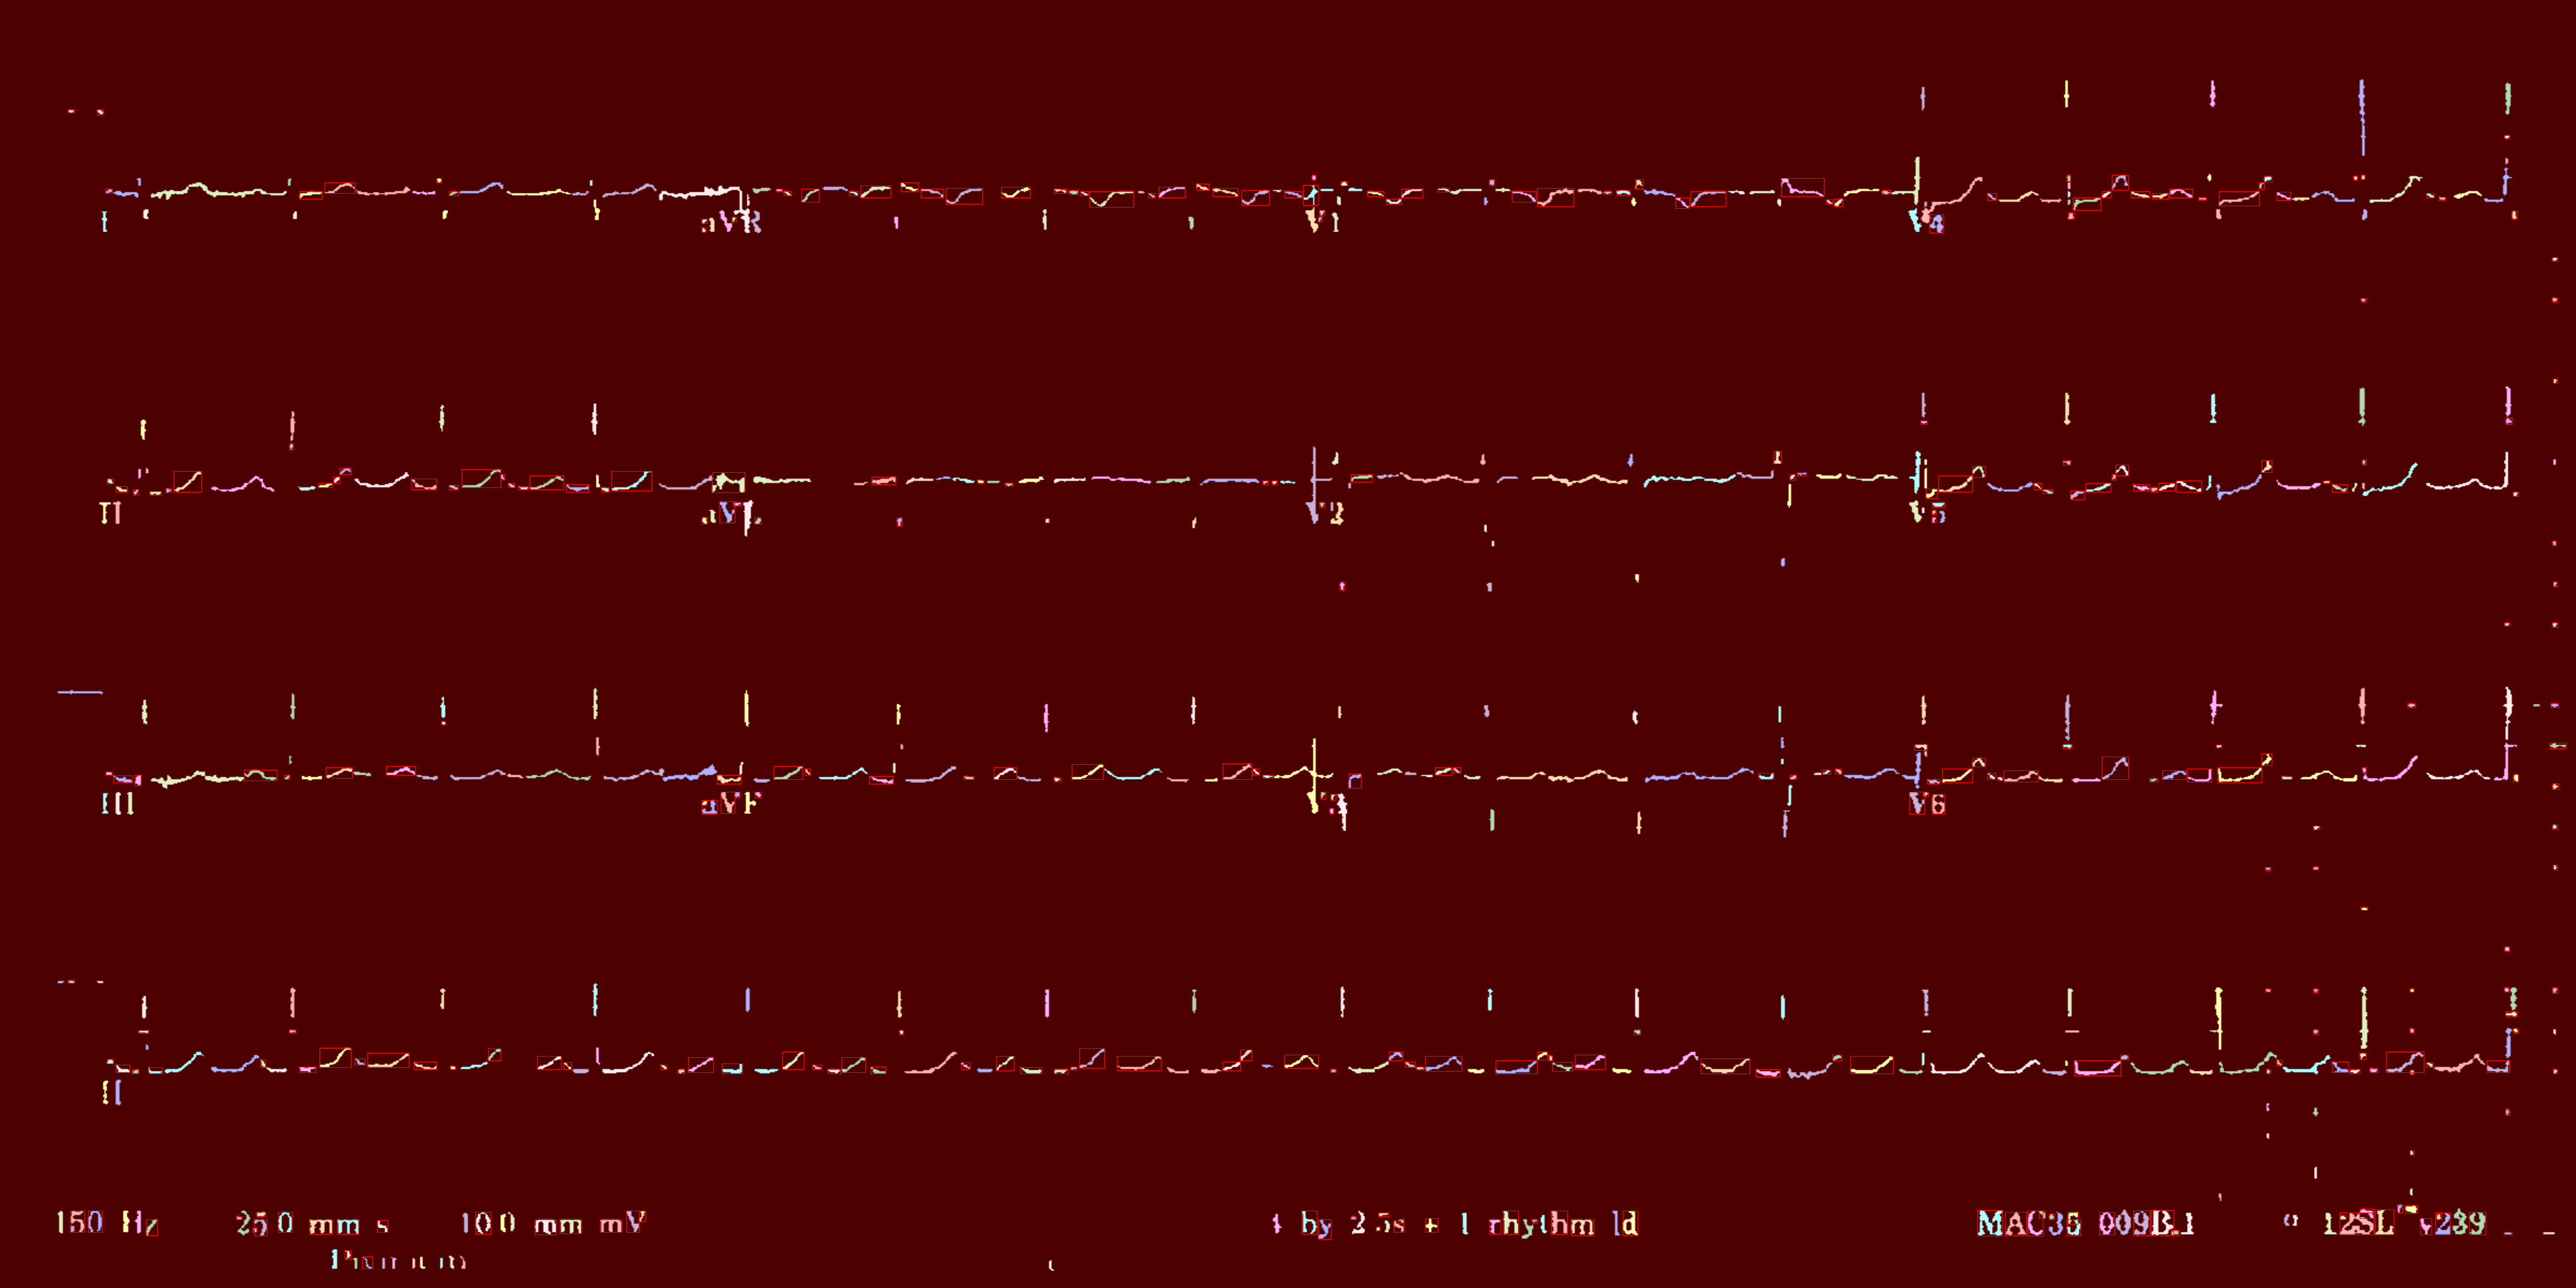 I aVR V1 V4
II aVL V2 V5
III aVF V3 V6
II
150 Hz 25 0 mm s 10 0 mm mV 4 by 2 5s + 1 rhythm ld MAC35 009B.1 12SL v239